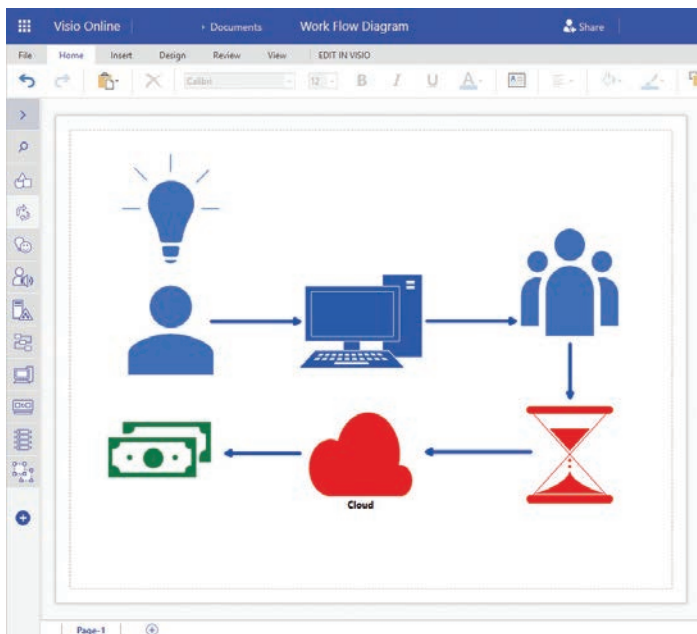 Visio Online › Documents Work Flow Diagram Share
File Home Insert Design Review View EDIT IN VISIO
Calibri 12 B I U A
Cloud
Page-1